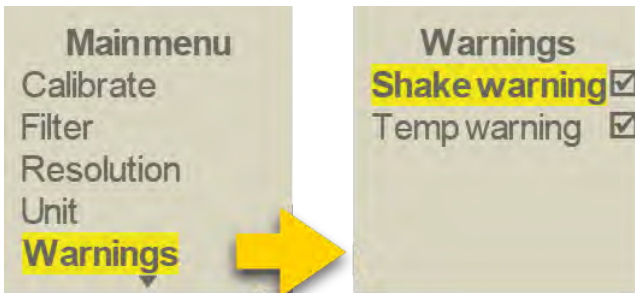 Mainmenu
Calibrate
Filter
Resolution
Unit
Warnings
Warnings
Shake warning
Temp warning